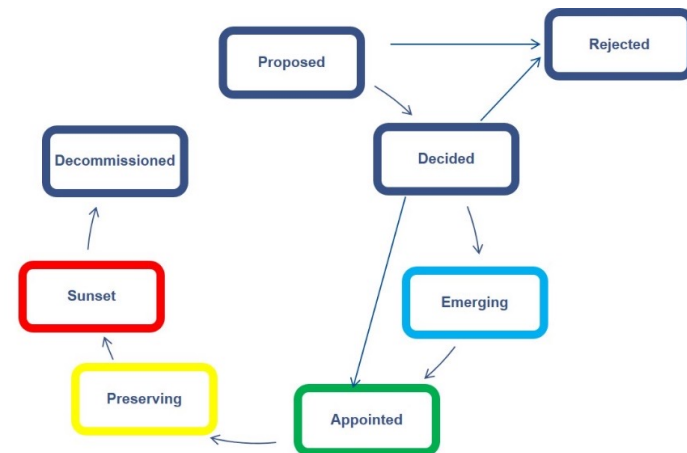 Rejected
Proposed
Decided
Decommissioned
Emerging
Sunset
Preserving
Appointed